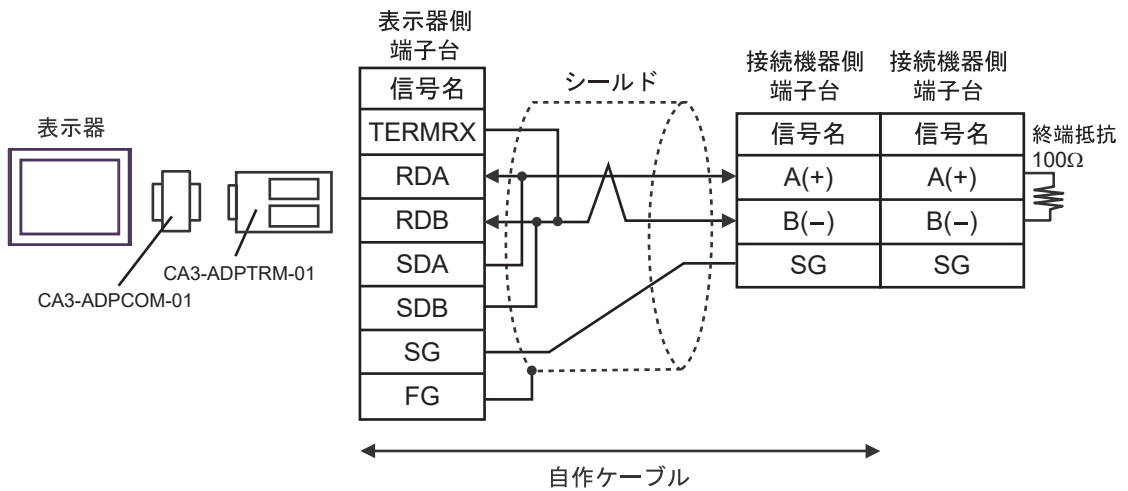 表示器
CA3-ADPCOM-01
CA3-ADPTRM-01
表示器側
端子台
信号名
TERMRX
RDA
RDB
SDA
SDB
SG
FG
シールド
接続機器側
端子台
信号名
A(+)
B(−)
SG
接続機器側
端子台
信号名
A(+)
B(−)
SG
終端抵抗
100Ω
自作ケーブル